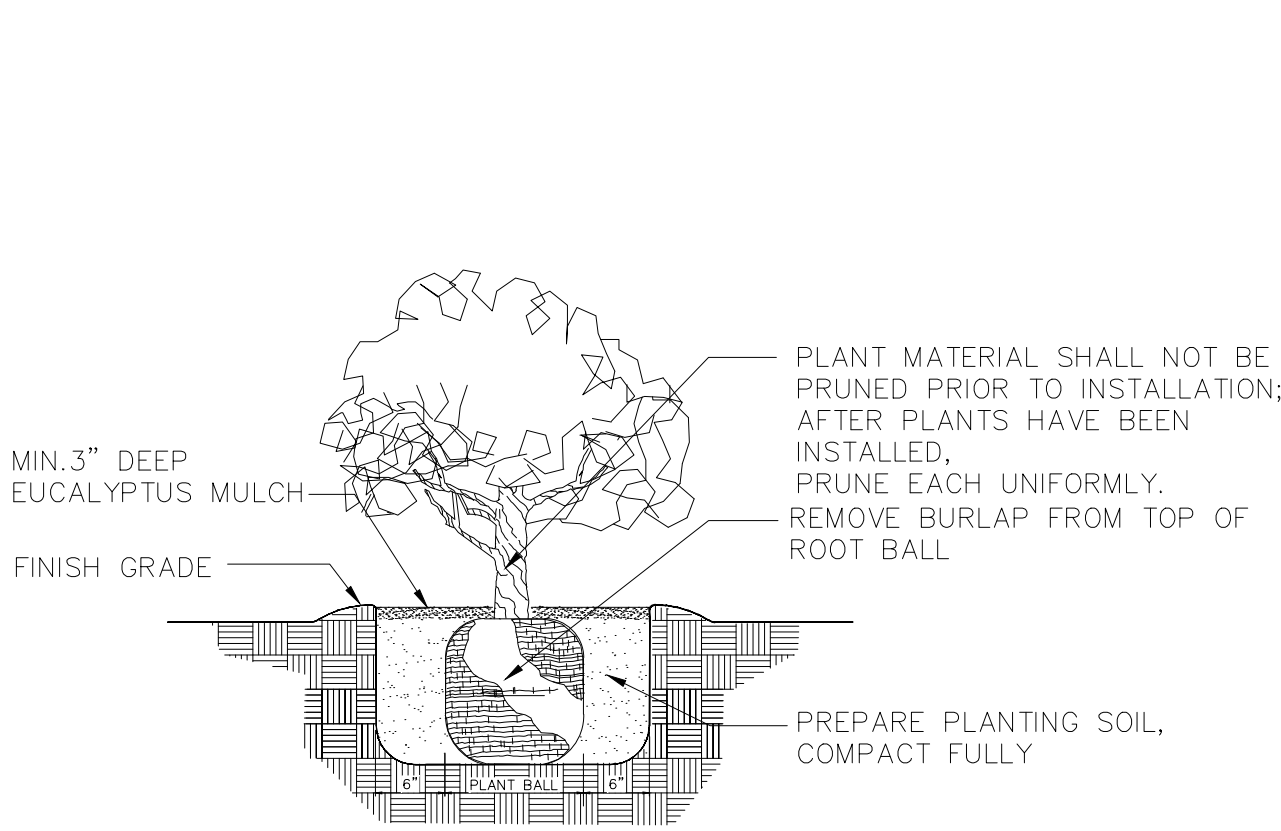 PLANT MATERIAL SHALL NOT BE
PRUNED PRIOR TO INSTALLATION;
AFTER PLANTS HAVE BEEN
INSTALLED,
PRUNE EACH UNIFORMLY.
MIN.3” DEEP
EUCALYPTUS MULCH
REMOVE BURLAP FROM TOP OF
ROOT BALL
FINISH GRADE
PREPARE PLANTING SOIL,
COMPACT FULLY
6” PLANT BALL 6”